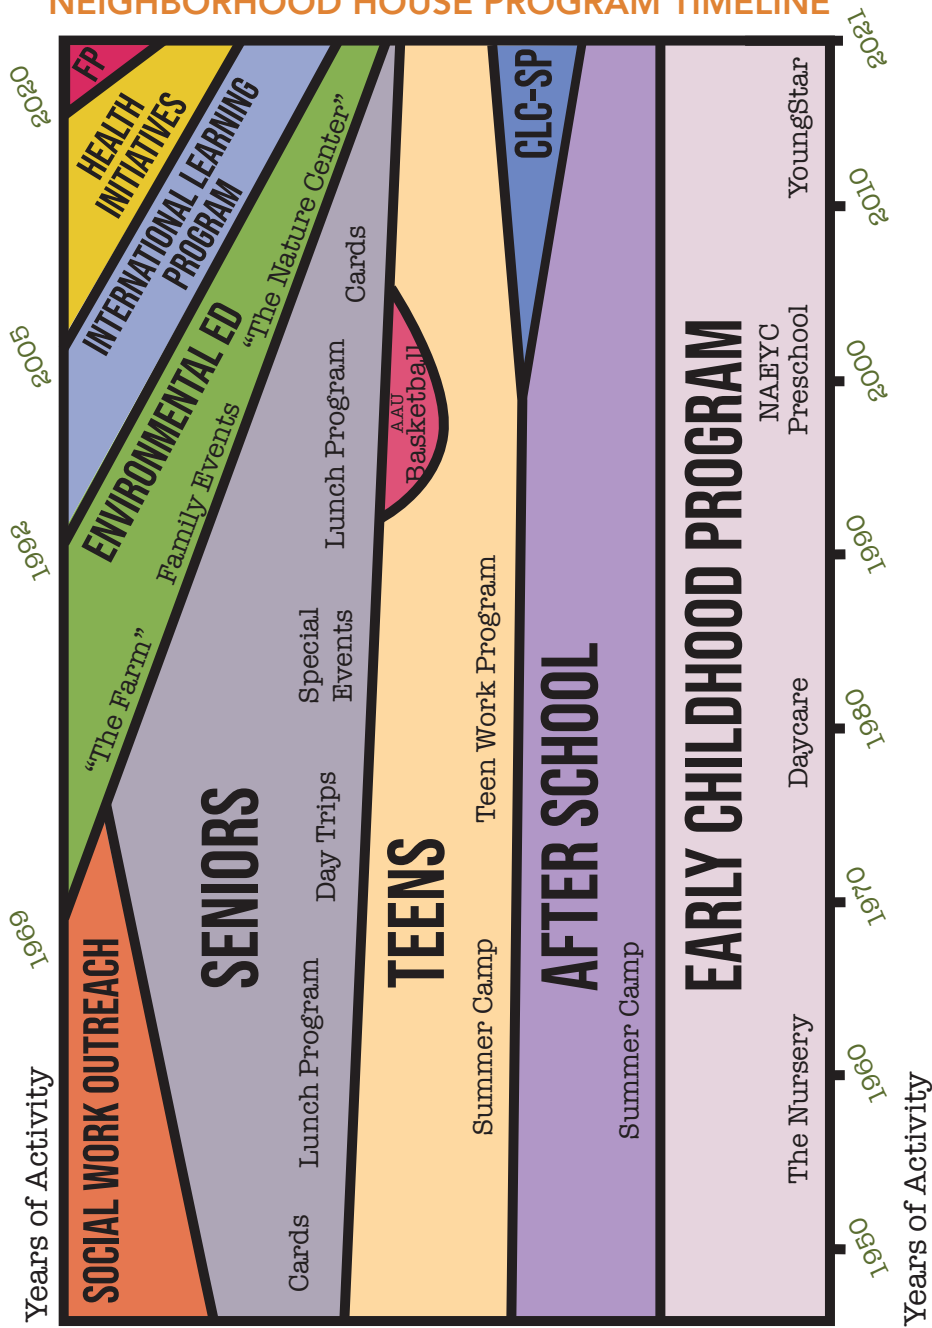 NEIGHBORHOOD HOUSE PROGRAM TIMELINE
Years of Activity
1969
1992
2005
2020
FP
HEALTH
INITIATIVES
INTERNATIONAL LEARNING
PROGRAM
ENVIRONMENTAL ED
“The Farm”
Family Events
“The Nature Center”
SOCIAL WORK OUTREACH
SENIORS
Cards
Lunch Program
Day Trips
Special
Events
Lunch Program
Cards
AAU
Basketball
TEENS
Summer Camp
Teen Work Program
CLC-SP
AFTER SCHOOL
Summer Camp
EARLY CHILDHOOD PROGRAM
The Nursery
Daycare
NAEYC
Preschool
YoungStar
1950
1960
1970
1980
1990
2000
2010
2021
Years of Activity